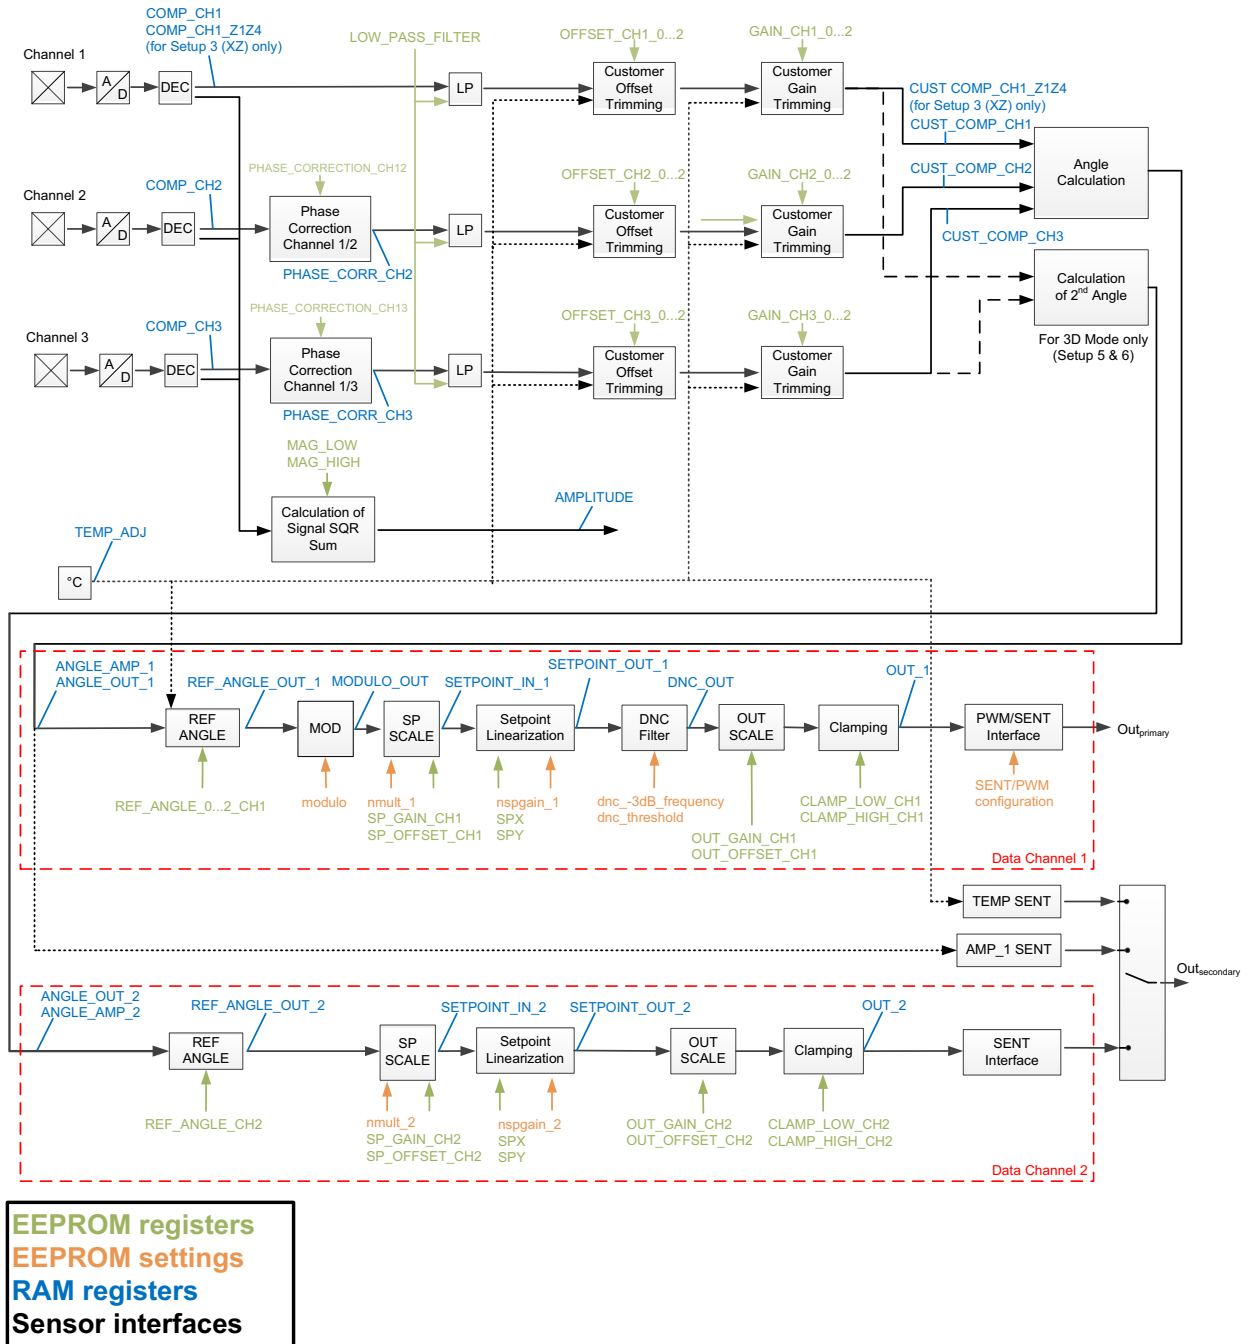 COMP_CH1
COMP_CH1_Z1Z4
(for Setup 3 (XZ) only)
LOW_PASS_FILTER
OFFSET_CH1_0...2
GAIN_CH1_0...2
Channel 1
A
D
DEC
LP
Customer
Offset
Trimming
Customer
Gain
Trimming
CUST COMP_CH1_Z1Z4
(for Setup 3 (XZ) only)
CUST_COMP_CH1
PHASE_CORRECTION_CH12
OFFSET_CH2_0...2
GAIN_CH2_0...2
CUST_COMP_CH2
Angle
Calculation
Channel 2
COMP_CH2
A
D
DEC
Phase
Correction
Channel 1/2
LP
Customer
Offset
Trimming
Customer
Gain
Trimming
CUST_COMP_CH3
PHASE_CORR_CH2
Calculation
of 2nd Angle
PHASE_CORRECTION_CH13
OFFSET_CH3_0...2
GAIN_CH3_0...2
For 3D Mode only
(Setup 5 & 6)
Channel 3
COMP_CH3
A
D
DEC
Phase
Correction
Channel 1/3
LP
Customer
Offset
Trimming
Customer
Gain
Trimming
PHASE_CORR_CH3
MAG_LOW
MAG_HIGH
Calculation of
Signal SQR
Sum
AMPLITUDE
TEMP_ADJ
°C
ANGLE_AMP_1
ANGLE_OUT_1
REF_ANGLE_OUT_1
MODULO_OUT
SETPOINT_IN_1
SETPOINT_OUT_1
DNC_OUT
OUT_1
REF
ANGLE
MOD
SP
SCALE
Setpoint
Linearization
DNC
Filter
OUT
SCALE
Clamping
PWM/SENT
Interface
Outprimary
REF_ANGLE_0...2_CH1
modulo
nmult_1
SP_GAIN_CH1
SP_OFFSET_CH1
nspgain_1
SPX
SPY
dnc_-3dB_frequency
dnc_threshold
OUT_GAIN_CH1
OUT_OFFSET_CH1
CLAMP_LOW_CH1
CLAMP_HIGH_CH1
SENT/PWM
configuration
Data Channel 1
TEMP SENT
AMP_1 SENT
Outsecondary
ANGLE_OUT_2
ANGLE_AMP_2
REF_ANGLE_OUT_2
SETPOINT_IN_2
SETPOINT_OUT_2
OUT_2
REF
ANGLE
SP
SCALE
Setpoint
Linearization
OUT
SCALE
Clamping
SENT
Interface
REF_ANGLE_CH2
nmult_2
SP_GAIN_CH2
SP_OFFSET_CH2
nspgain_2
SPX
SPY
OUT_GAIN_CH2
OUT_OFFSET_CH2
CLAMP_LOW_CH2
CLAMP_HIGH_CH2
Data Channel 2
EEPROM registers
EEPROM settings
RAM registers
Sensor interfaces